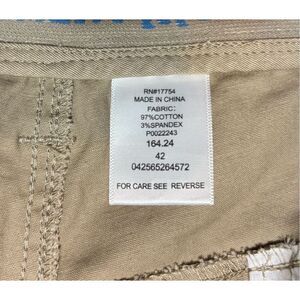 RN#17754
MADE IN CHINA
FABRIC:
97%COTTON
3%SPANDEX
P0022243
164.24
42
042565264572
FOR CARE SEE REVERSE